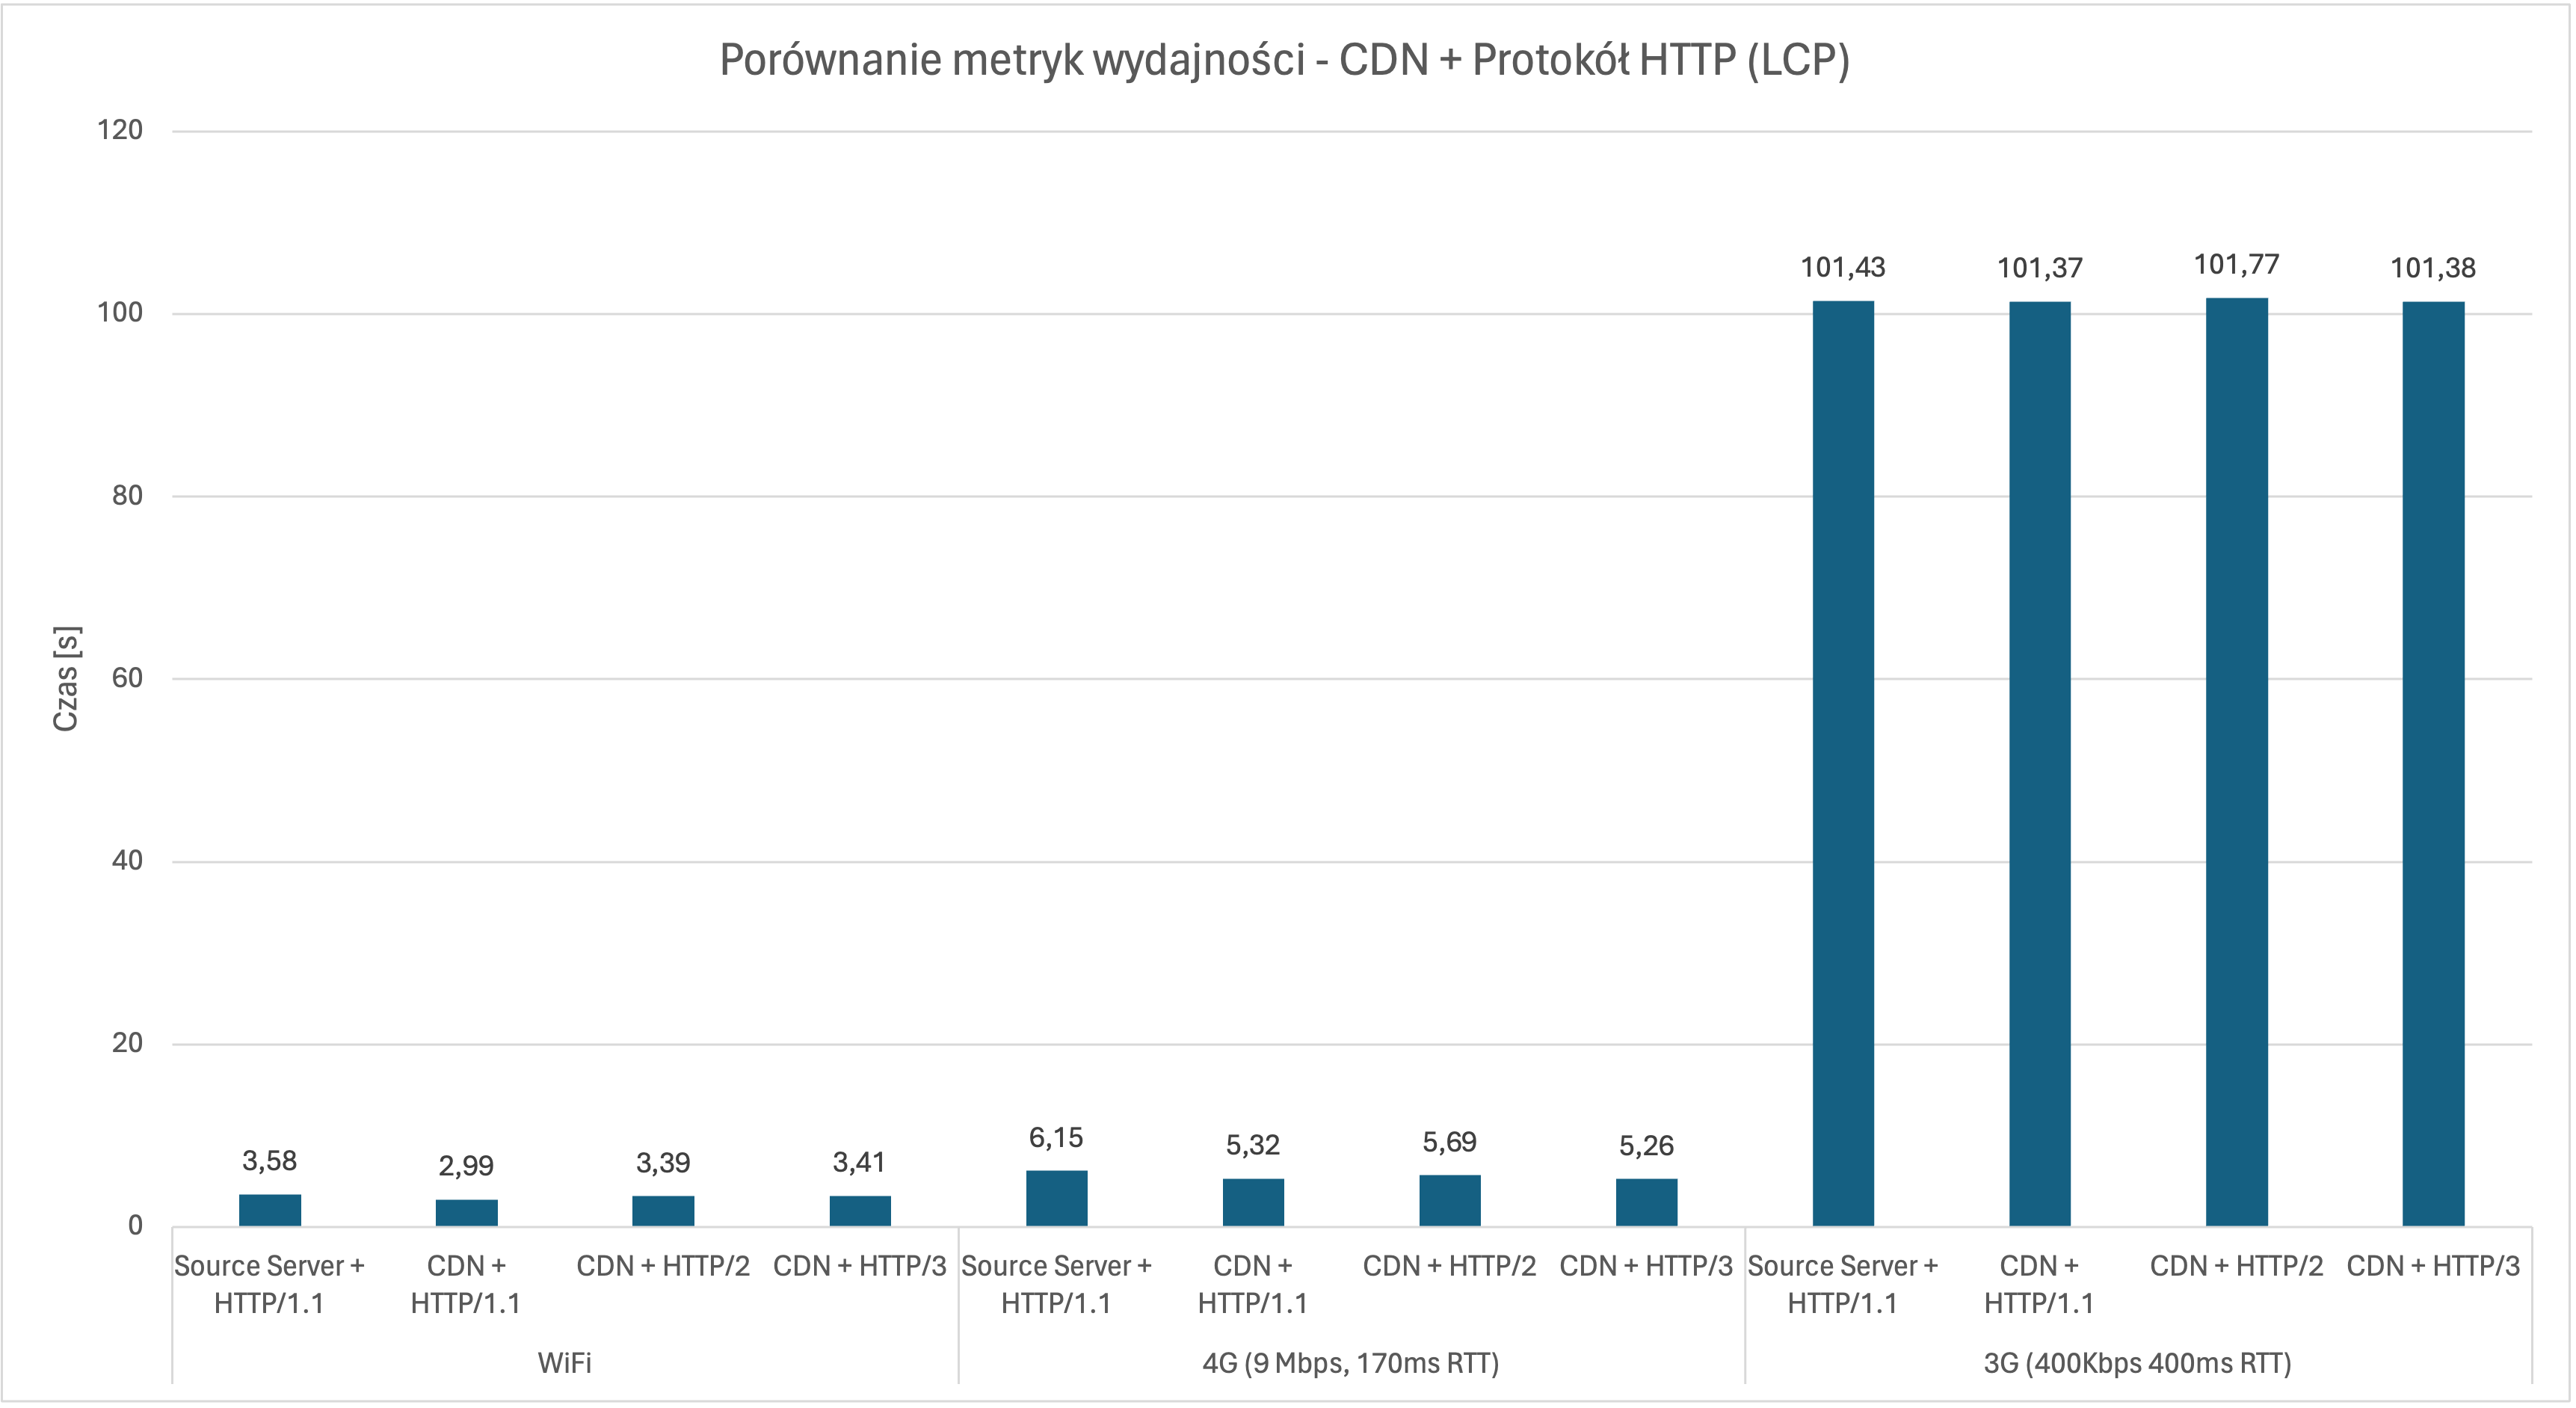 Porównanie metryk wydajności - CDN + Protokół HTTP (LCP)
120
100
80
60
40
20
0
Czas [s]
3,58
2,99
3,39
3,41
6,15
5,32
5,69
5,26
101,43
101,37
101,77
101,38
Source Server +
HTTP/1.1
CDN +
HTTP/1.1
CDN + HTTP/2
CDN + HTTP/3
Source Server +
HTTP/1.1
CDN +
HTTP/1.1
CDN + HTTP/2
CDN + HTTP/3
Source Server +
HTTP/1.1
CDN +
HTTP/1.1
CDN + HTTP/2
CDN + HTTP/3
WiFi
4G (9 Mbps, 170ms RTT)
3G (400Kbps 400ms RTT)